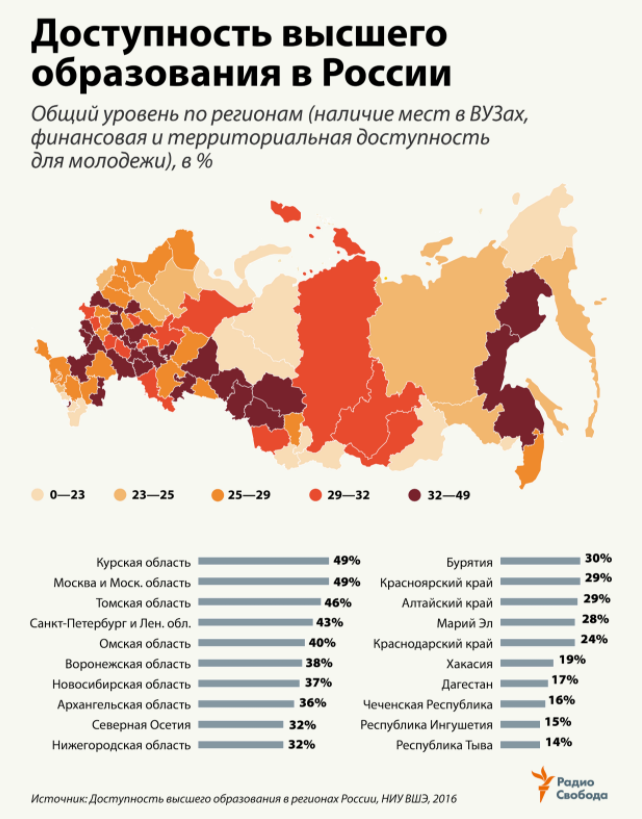 Доступность высшего
образования в России
Общий уровень по регионам (наличие мест в ВУЗах,
финансовая и территориальная доступность
для молодежи), в %
0—23
23—25
25—29
29—32
32—49
Курская область 49%
Москва и Моск. область 49%
Томская область 46%
Санкт-Петербург и Лен. обл. 43%
Омская область 40%
Воронежская область 38%
Новосибирская область 37%
Архангельская область 36%
Северная Осетия 32%
Нижегородская область 32%
Бурятия 30%
Красноярский край 29%
Алтайский край 29%
Марий Эл 28%
Краснодарский край 24%
Хакасия 19%
Дагестан 17%
Чеченская Республика 16%
Республика Ингушетия 15%
Республика Тыва 14%
Источник: Доступность высшего образования в регионах России, НИУ ВШЭ, 2016
Радио
Свобода